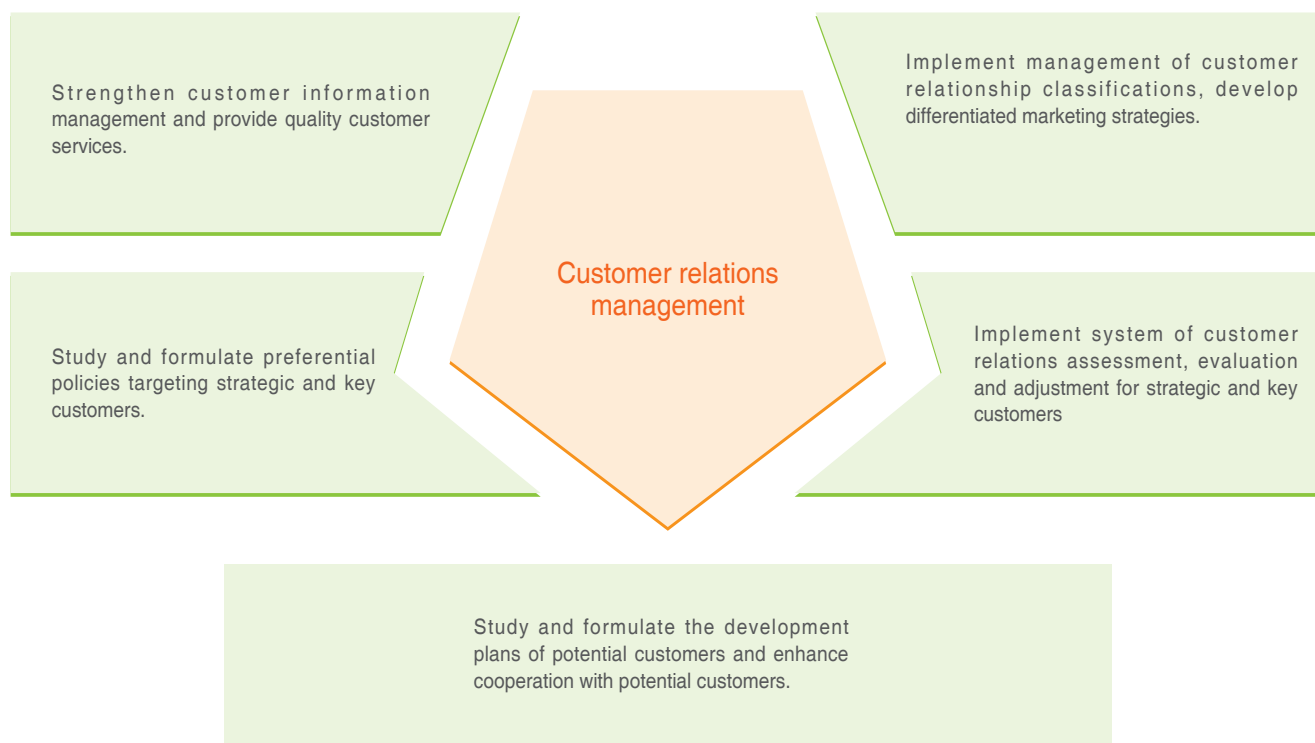 Strengthen customer information
management and provide quality customer
services.
Implement management of customer
relationship classifications, develop
differentiated marketing strategies.
Customer relations
management
Study and formulate preferential
policies targeting strategic and key
customers.
Implement system of customer
relations assessment, evaluation
and adjustment for strategic and key
customers
Study and formulate the development
plans of potential customers and enhance
cooperation with potential customers.